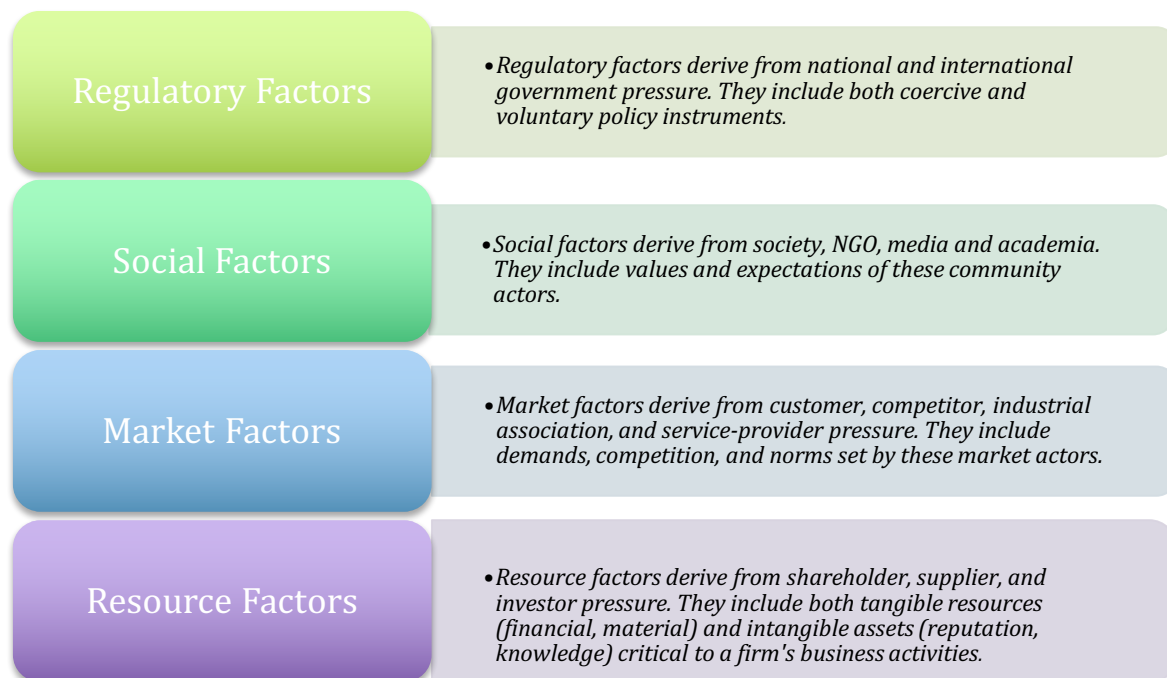 Regulatory Factors
•Regulatory factors derive from national and international
government pressure. They include both coercive and
voluntary policy instruments.
Social Factors
•Social factors derive from society, NGO, media and academia.
They include values and expectations of these community
actors.
Market Factors
•Market factors derive from customer, competitor, industrial
association, and service-provider pressure. They include
demands, competition, and norms set by these market actors.
Resource Factors
•Resource factors derive from shareholder, supplier, and
investor pressure. They include both tangible resources
(financial, material) and intangible assets (reputation,
knowledge) critical to a firm's business activities.